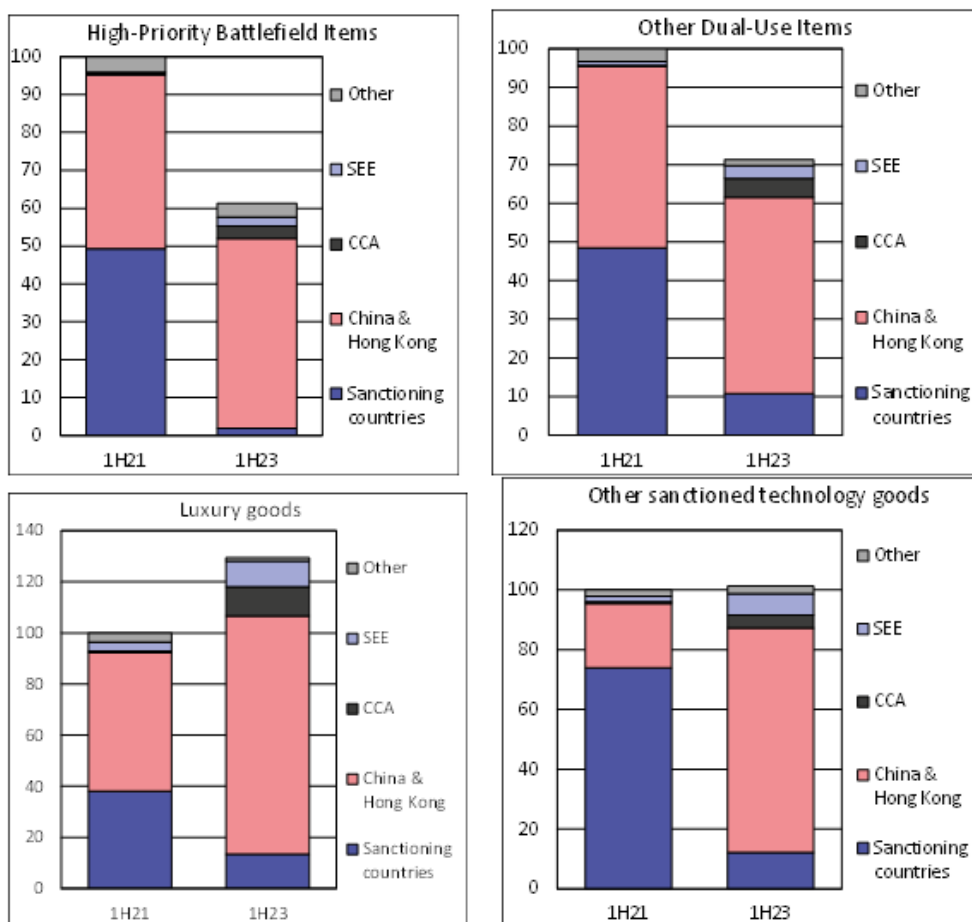 High-Priority Battlefield Items
100
90
80
70
60
50
40
30
20
10
0
1H21
1H23
Other
SEE
CCA
China &
Hong Kong
Sanctioning
countries
Other Dual-Use Items
100
90
80
70
60
50
40
30
20
10
0
1H21
1H23
Other
SEE
CCA
China &
Hong Kong
Sanctioning
countries
Luxury goods
140
120
100
80
60
40
20
0
1H21
1H23
Other
SEE
CCA
China &
Hong Kong
Sanctioning
countries
Other sanctioned technology goods
120
100
80
60
40
20
0
1H21
1H23
Other
SEE
CCA
China &
Hong Kong
Sanctioning
countries